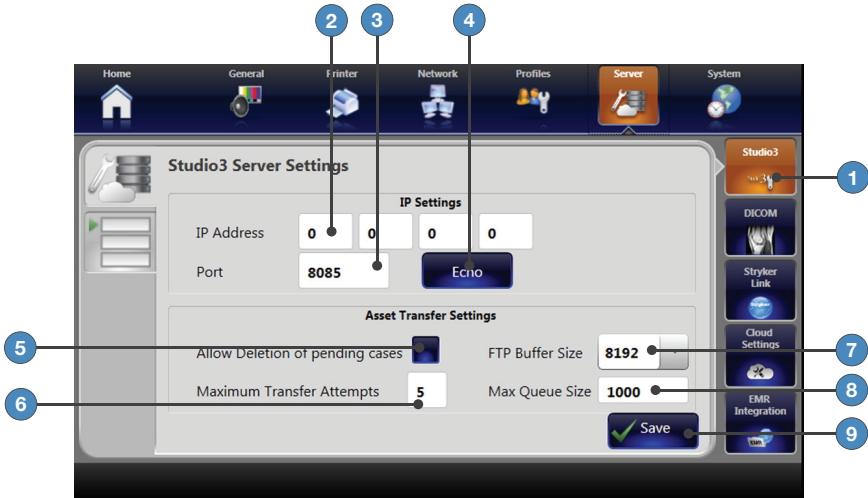 2 3 4
Home General Printer Network Profiles Server System
Studio3
1
Studio3 Server Settings
IP Settings
DICOM
IP Address 0 0 0 0
Port 8085 Echo
Stryker
Link
Asset Transfer Settings
Cloud
Settings
5 Allow Deletion of pending cases FTP Buffer Size 8192 7
6 Maximum Transfer Attempts 5 Max Queue Size 1000 8
EMR
Integration
Save 9
EMR